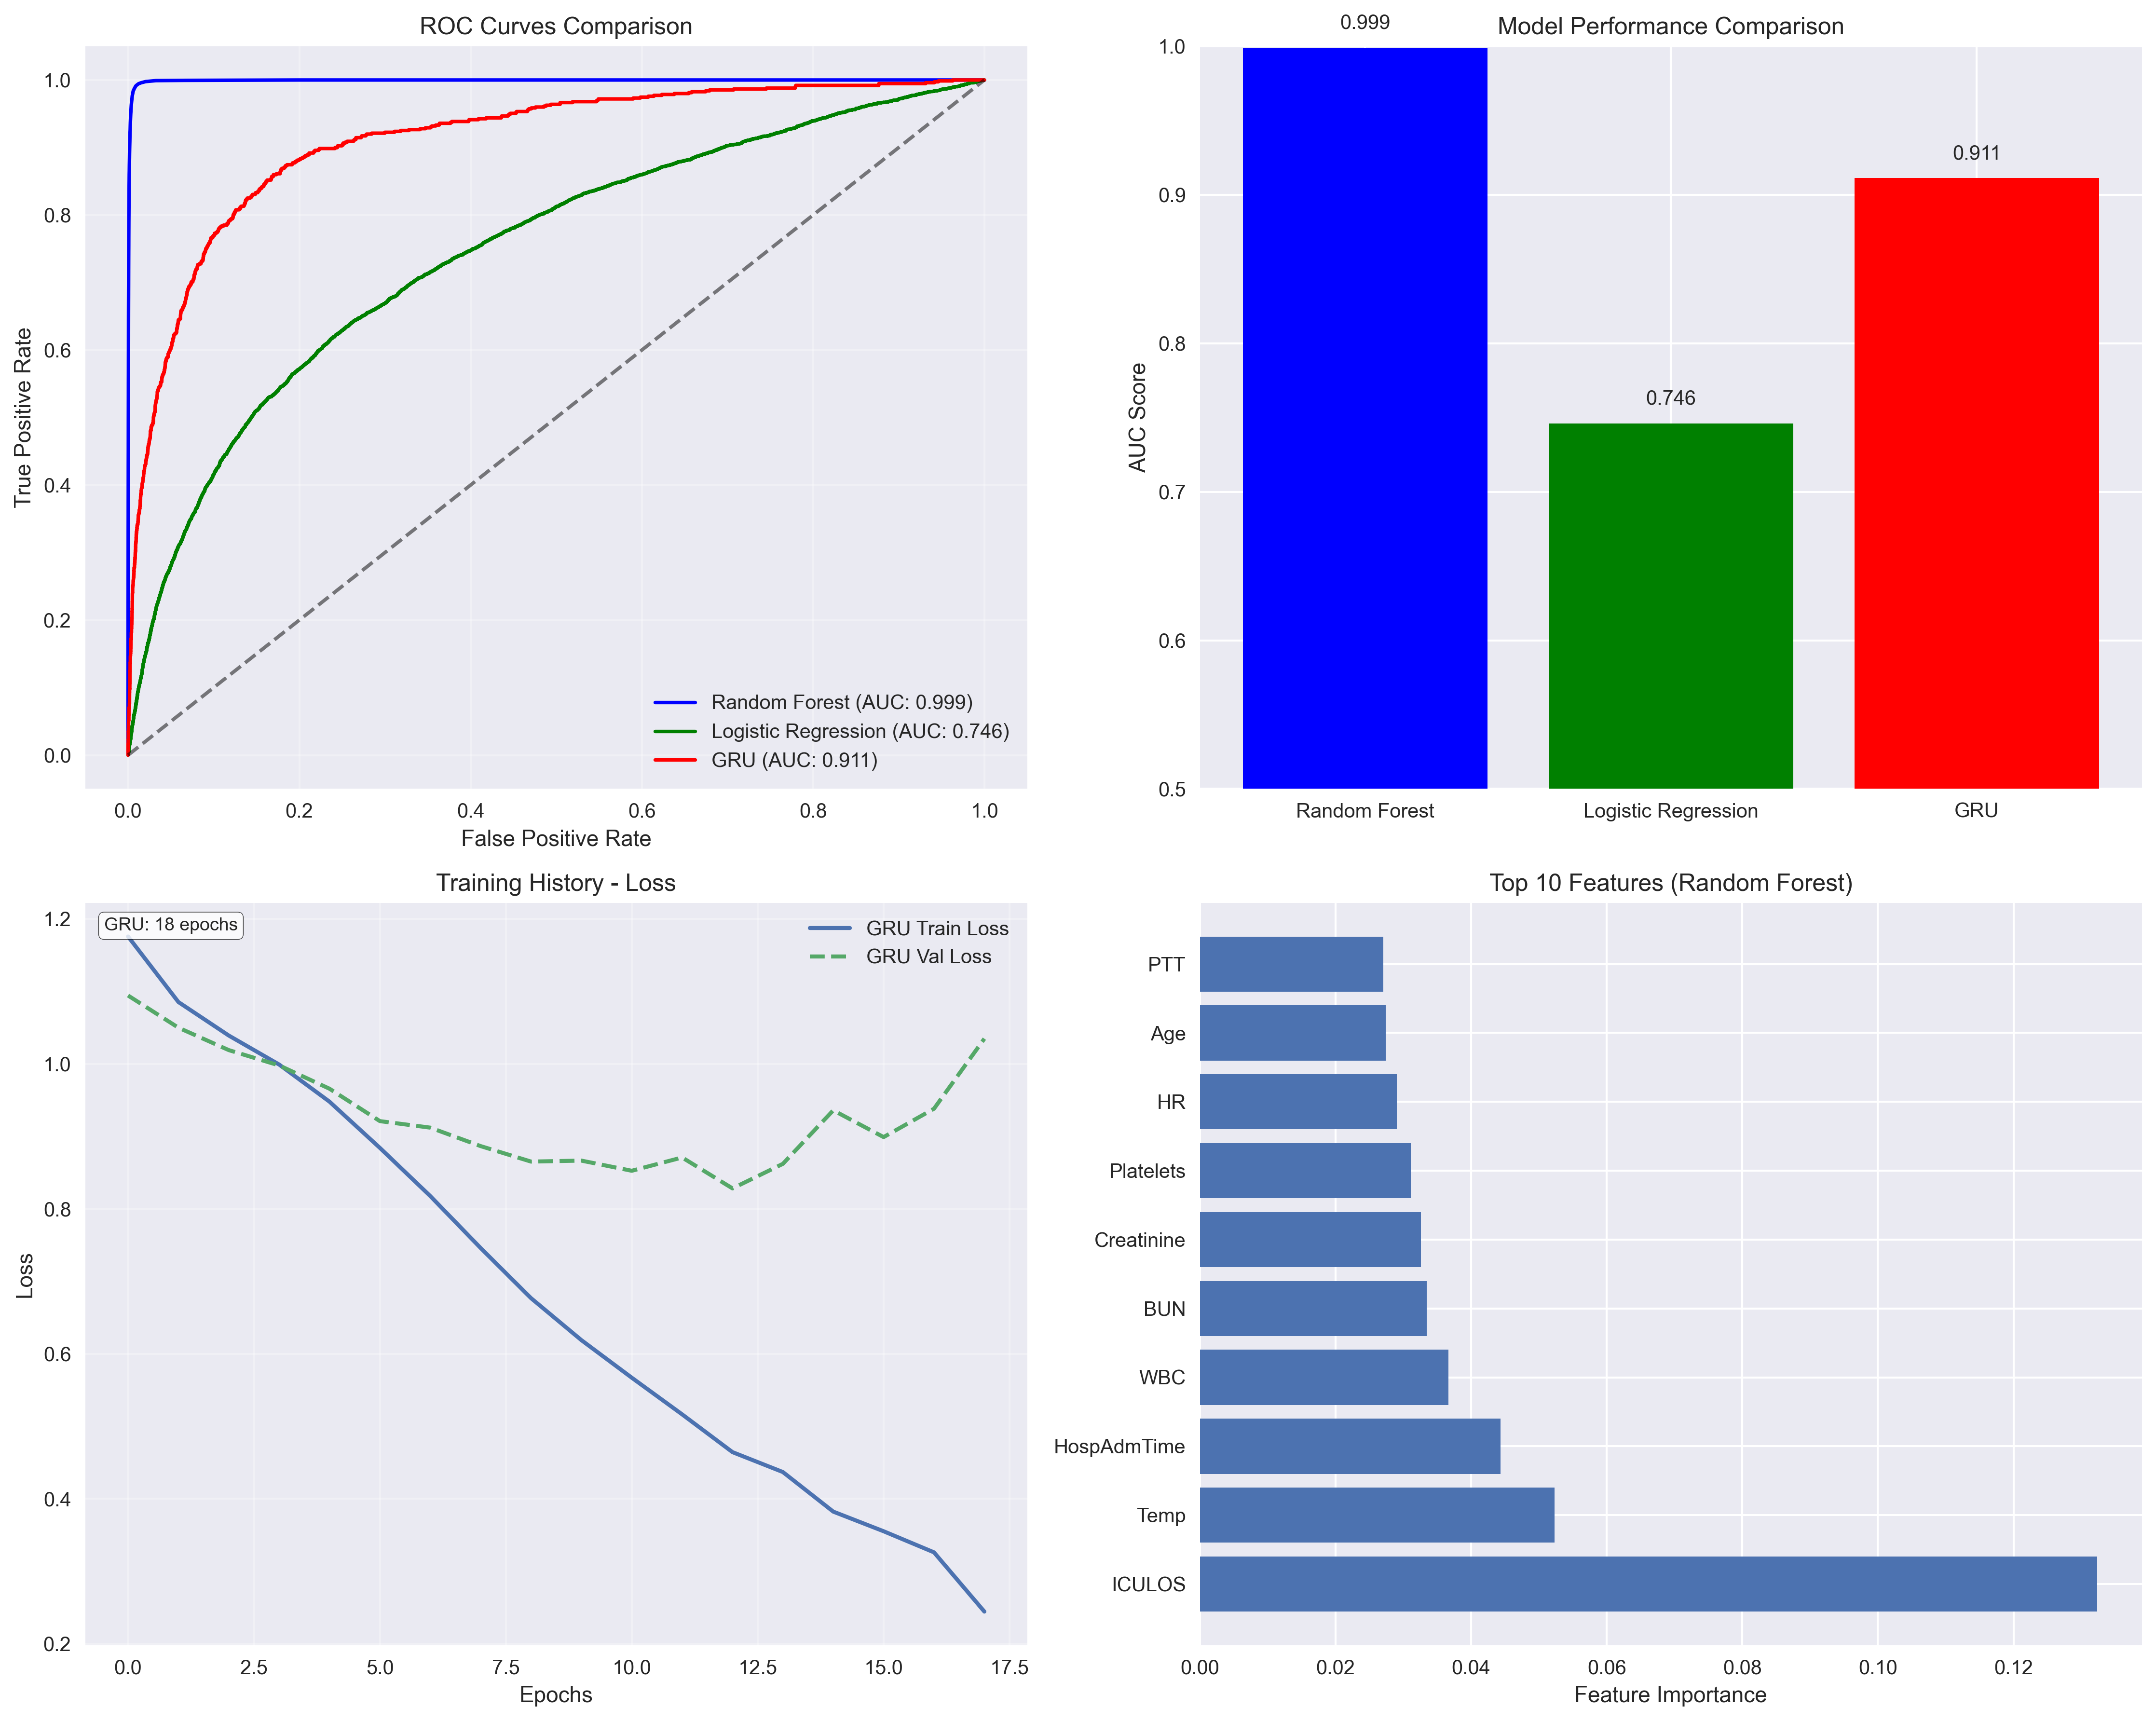 ROC Curves Comparison
1.0
0.8
0.6
0.4
0.2
0.0
True Positive Rate
0.0 0.2 0.4 0.6 0.8 1.0
False Positive Rate
Random Forest (AUC: 0.999)
Logistic Regression (AUC: 0.746)
GRU (AUC: 0.911)
Model Performance Comparison
0.999
0.746
0.911
1.0
0.9
0.8
0.7
0.6
0.5
AUC Score
Random Forest Logistic Regression GRU
Training History - Loss
GRU: 18 epochs
GRU Train Loss
GRU Val Loss
1.2
1.0
0.8
0.6
0.4
0.2
Loss
0.0 2.5 5.0 7.5 10.0 12.5 15.0 17.5
Epochs
Top 10 Features (Random Forest)
PTT
Age
HR
Platelets
Creatinine
BUN
WBC
HospAdmTime
Temp
ICULOS
0.00 0.02 0.04 0.06 0.08 0.10 0.12
Feature Importance